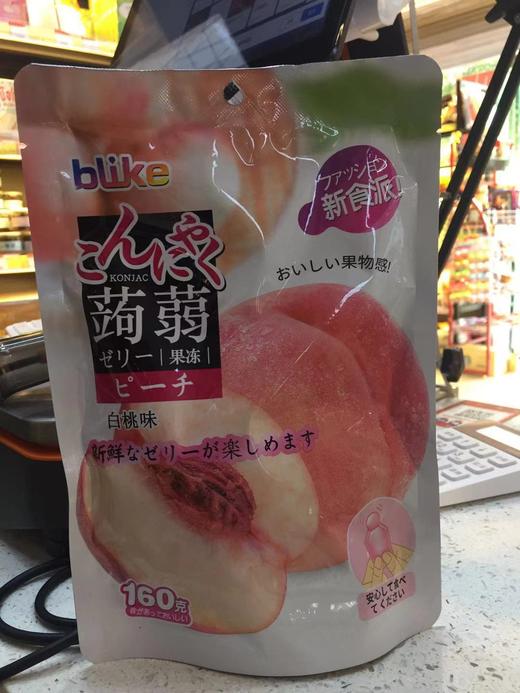 blike
ファッション
新食派!
こんにゃく
KONJAC
蒟蒻
ゼリー|果冻|
ピーチ
白桃味
おいしい果物感!
新鮮なゼリーが楽しめます
160克
安心して食べ
てください